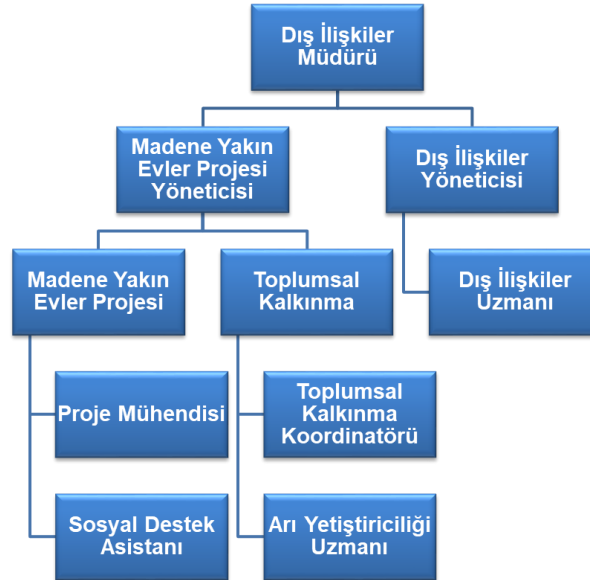 Dış İlişkiler
Müdürü
Madene Yakın
Evler Projesi
Yöneticisi
Dış İlişkiler
Yöneticisi
Madene Yakın
Evler Projesi
Toplumsal
Kalkınma
Dış İlişkiler
Uzmanı
Proje Mühendisi
Toplumsal
Kalkınma
Koordinatörü
Sosyal Destek
Asistanı
Arı Yetiştiriciliği
Uzmanı